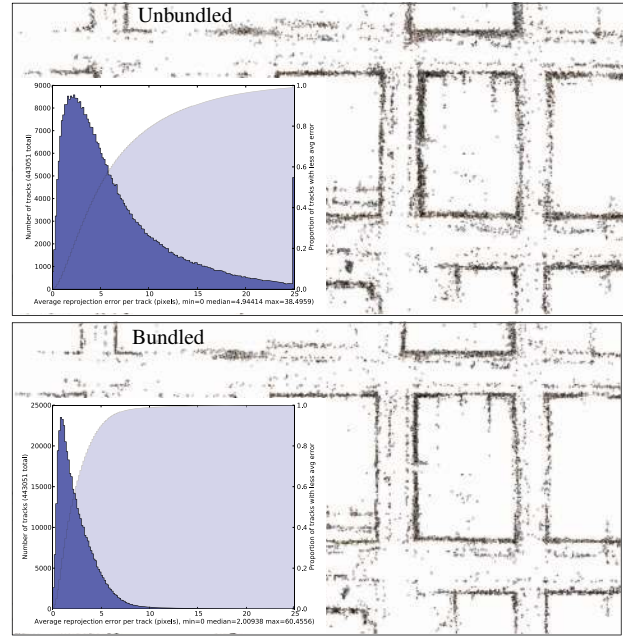 Unbundled
9000
8000
7000
6000
5000
4000
3000
2000
1000
0
Number of tracks (443051 total)
1.0
0.8
0.6
0.4
0.2
0.0
Proportion of tracks with less avg error
0 5 10 15 20 25
Average reprojection error per track (pixels), min=0 median=4.94414 max=38.4959
Bundled
25000
20000
15000
10000
5000
0
Number of tracks (443051 total)
1.0
0.8
0.6
0.4
0.2
0.0
Proportion of tracks with less avg error
0 5 10 15 20 25
Average reprojection error per track (pixels), min=0 median=2.00938 max=60.4556